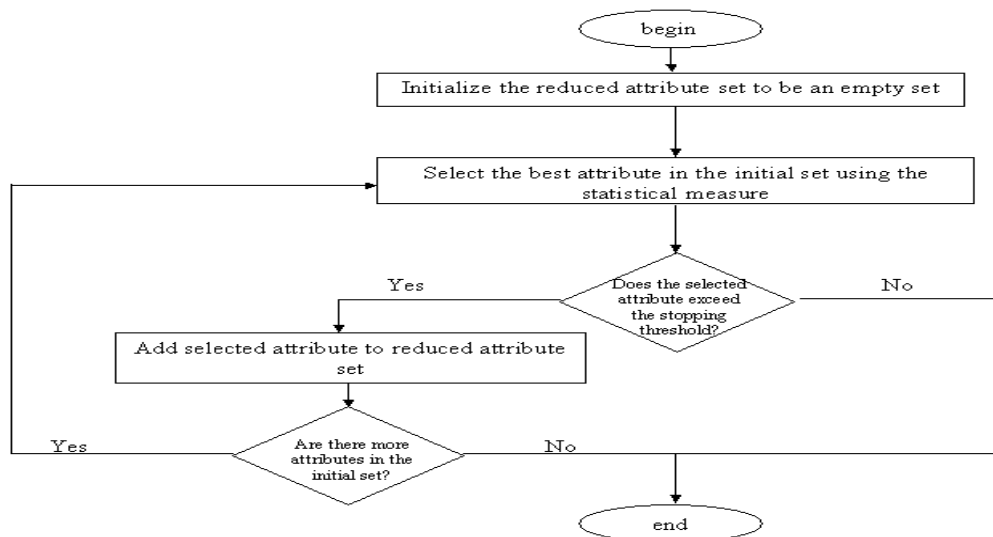 begin
Initialize the reduced attribute set to be an empty set
Select the best attribute in the initial set using the
statistical measure
Does the selected
attribute exceed
the stopping
threshold?
Yes
No
Add selected attribute to reduced attribute
set
Are there more
attributes in the
initial set?
Yes
No
end